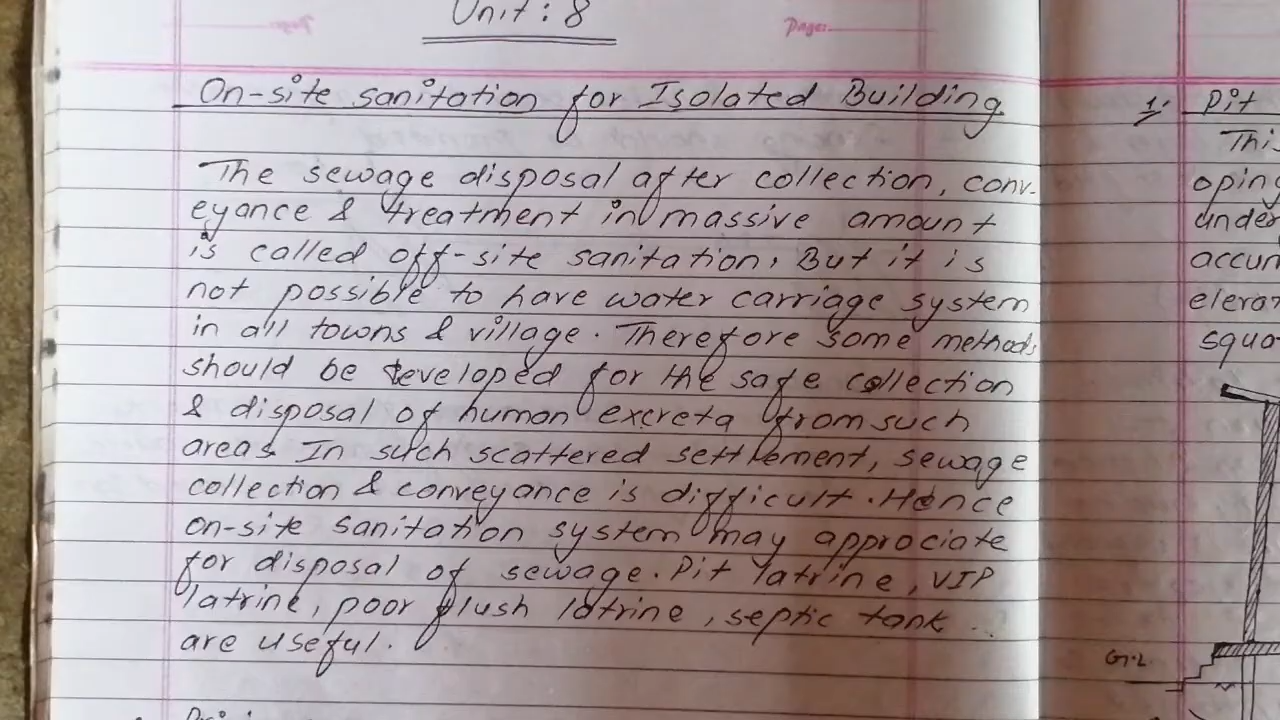 Unit: 8
Page:
On-site sanitation for Isolated Building
The sewage disposal after collection, conv-
eyance & treatment in massive amount
is called off-site sanitation. But it is
not possible to have water carriage system
in all towns & village. Therefore some methods
should be developed for the safe collection
& disposal of human excreta from such
areas. In such scattered settlement, sewage
collection & conveyance is difficult. Hence
on-site sanitation system may approciate
for disposal of sewage. Pit latrine, VIP
latrine, poor flush latrine, septic tank ..
are useful.
1. Pit
This
oping
under
accum
elerat
squa
G.L